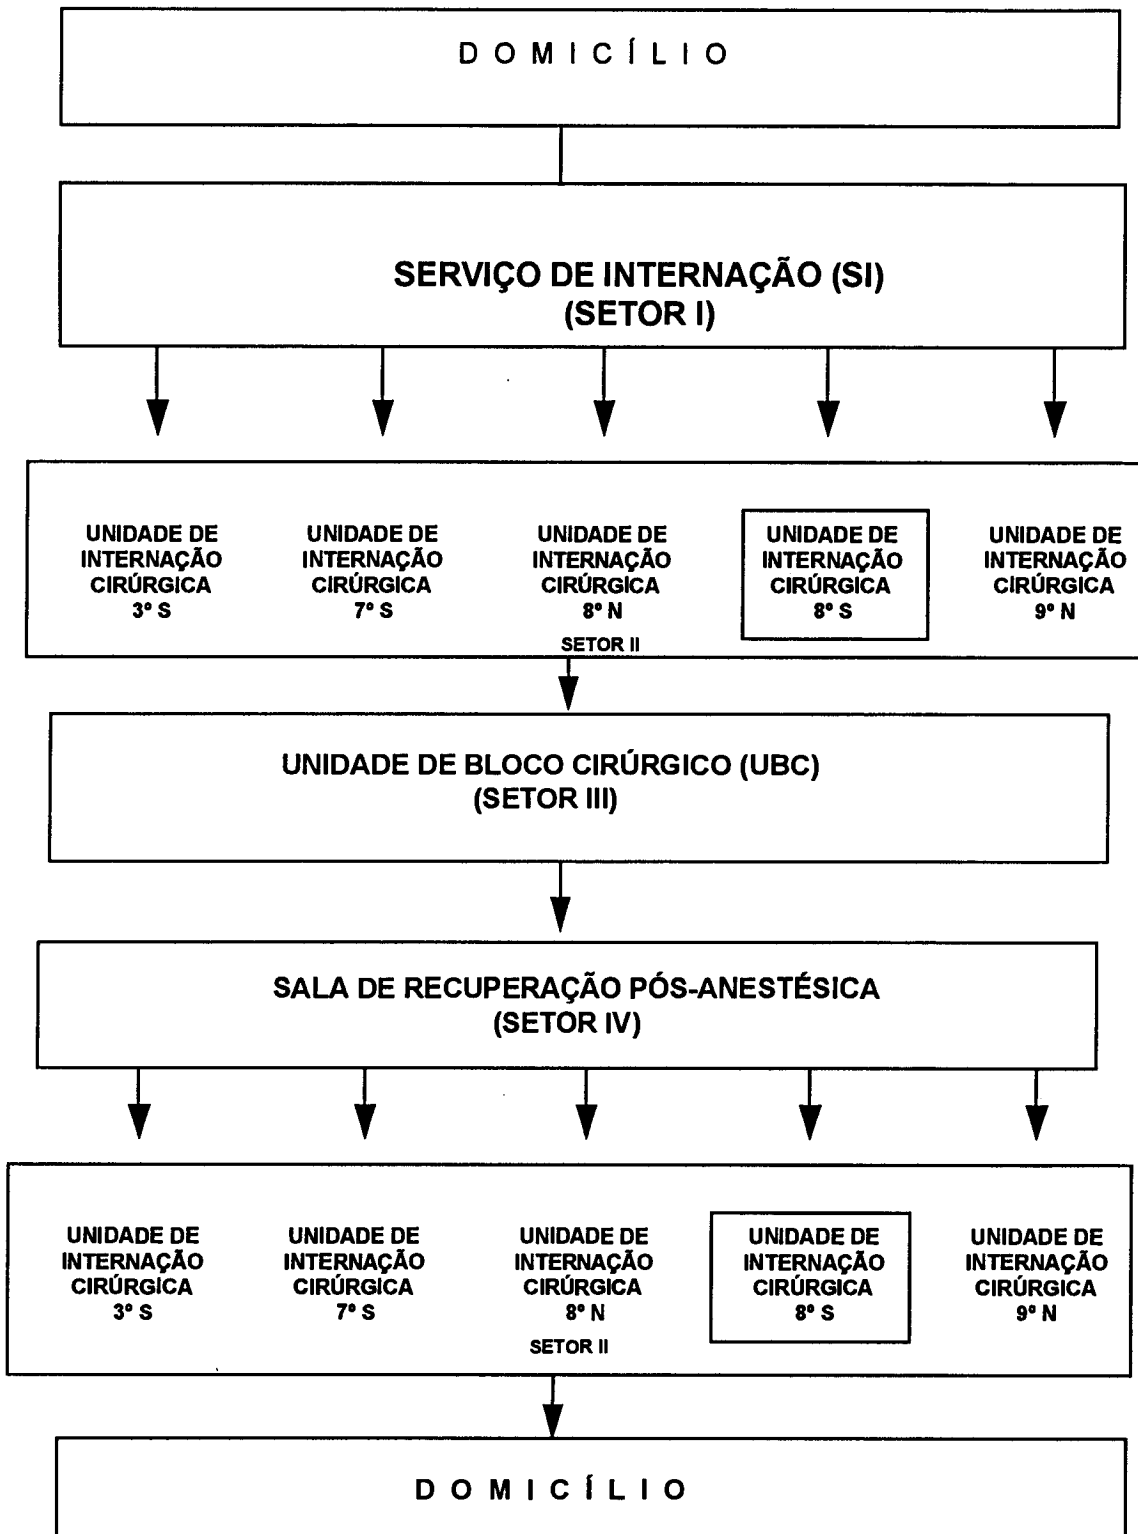 D O M I C Í L I O
SERVIÇO DE INTERNAÇÃO (SI)
(SETOR I)
UNIDADE DE INTERNAÇÃO CIRÚRGICA 3º S
UNIDADE DE INTERNAÇÃO CIRÚRGICA 7º S
UNIDADE DE INTERNAÇÃO CIRÚRGICA 8º N
UNIDADE DE INTERNAÇÃO CIRÚRGICA 8º S
UNIDADE DE INTERNAÇÃO CIRÚRGICA 9º N
SETOR II
UNIDADE DE BLOCO CIRÚRGICO (UBC)
(SETOR III)
SALA DE RECUPERAÇÃO PÓS-ANESTÉSICA
(SETOR IV)
UNIDADE DE INTERNAÇÃO CIRÚRGICA 3º S
UNIDADE DE INTERNAÇÃO CIRÚRGICA 7º S
UNIDADE DE INTERNAÇÃO CIRÚRGICA 8º N
UNIDADE DE INTERNAÇÃO CIRÚRGICA 8º S
UNIDADE DE INTERNAÇÃO CIRÚRGICA 9º N
SETOR II
D O M I C Í L I O